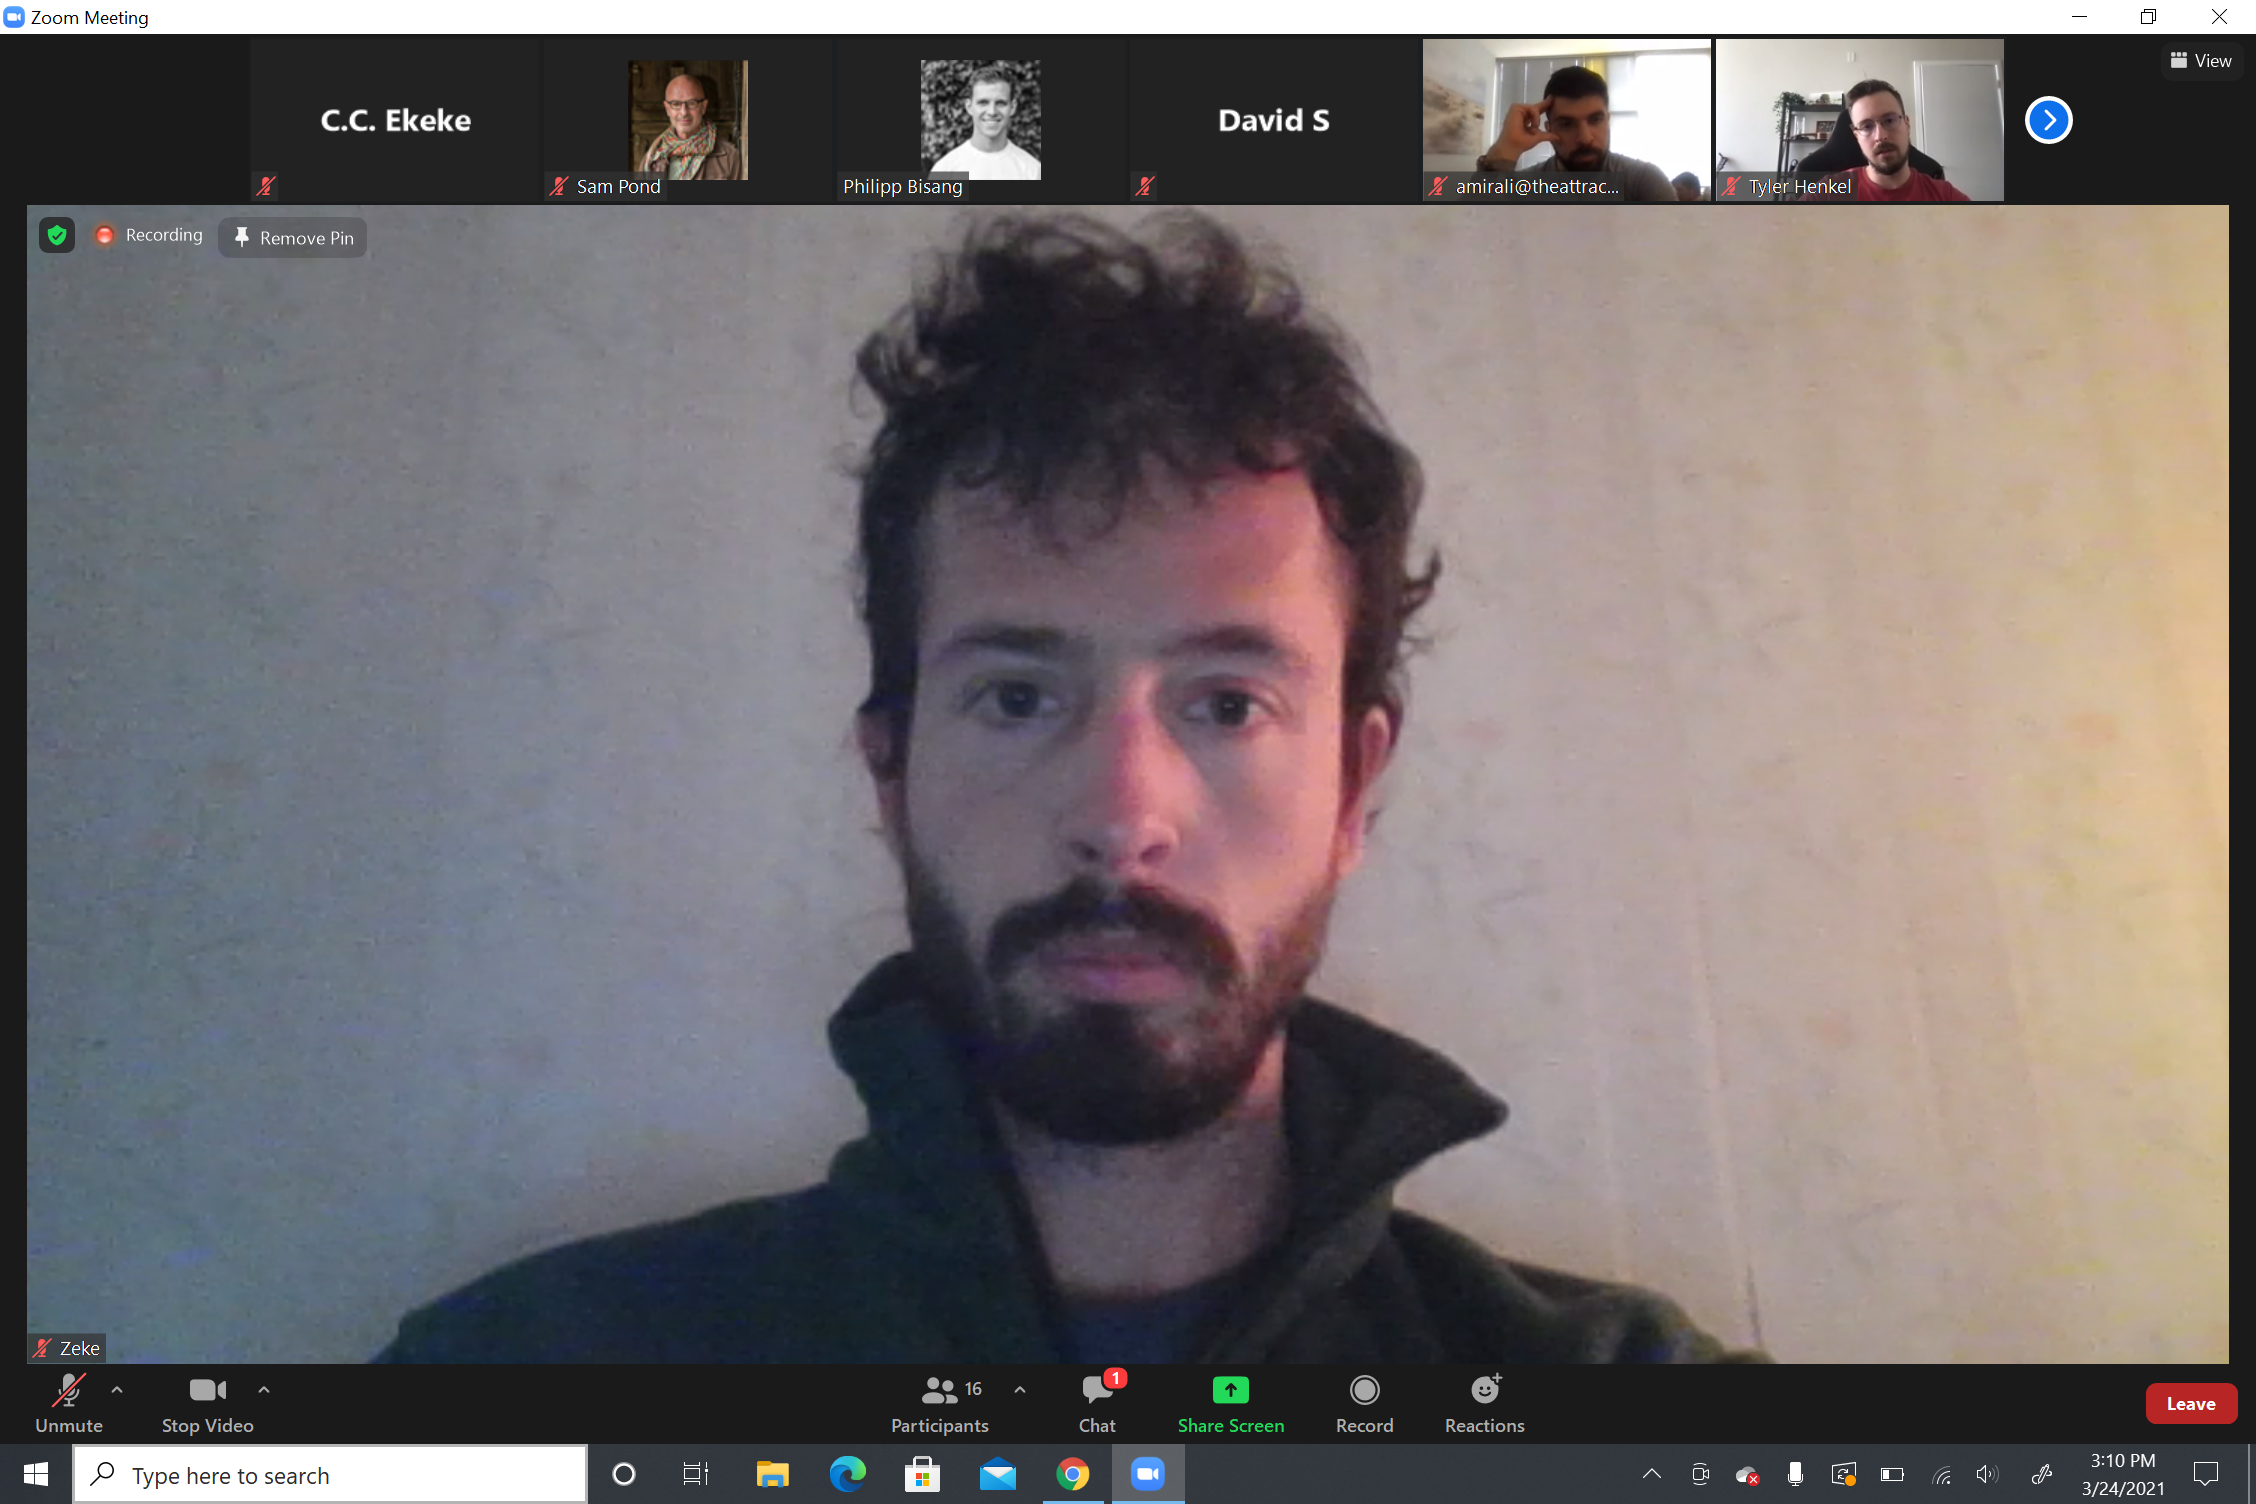 Zoom Meeting
View
C.C. Ekeke
Sam Pond
Philipp Bisang
David S
amirali@theattrac...
Tyler Henkel
Recording
Remove Pin
Zeke
Unmute
Stop Video
16
Participants
1
Chat
Share Screen
Record
Reactions
Leave
Type here to search
3:10 PM
3/24/2021